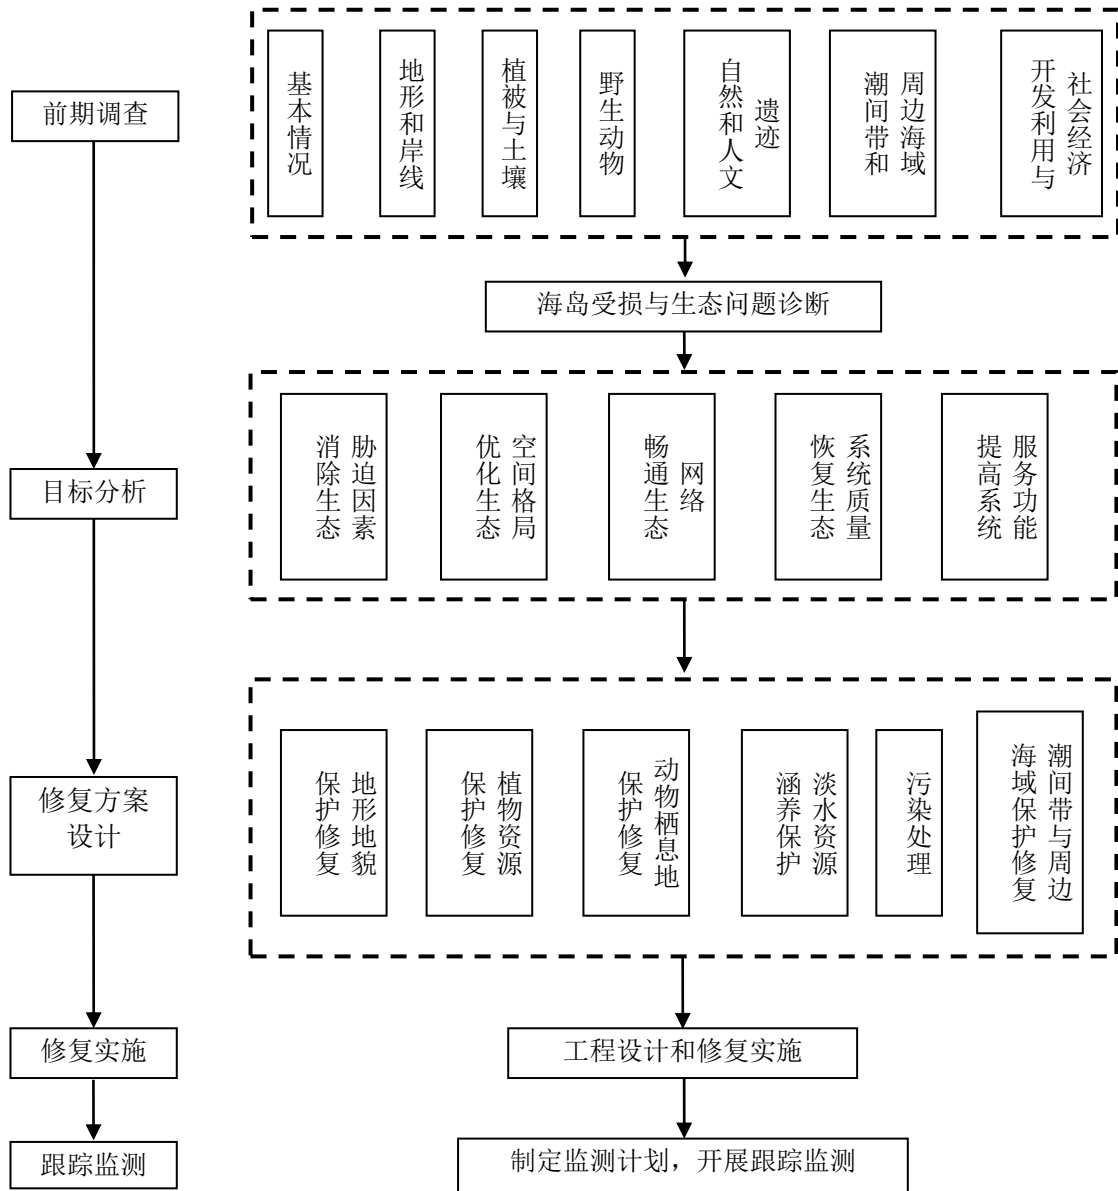 前期调查
基本情况
地形和岸线
植被与土壤
野生动物
自然和人文
遗迹
潮间带和
周边海域
开发利用与
社会经济
海岛受损与生态问题诊断
目标分析
消除生态
胁迫因素
优化生态
空间格局
畅通生态
网络
恢复生态
系统质量
提高系统
服务功能
修复方案
设计
地形地貌
保护修复
植物资源
保护修复
动物栖息地
保护修复
淡水资源
涵养保护
污染处理
潮间带与周边
海域保护修复
修复实施
工程设计和修复实施
跟踪监测
制定监测计划，开展跟踪监测